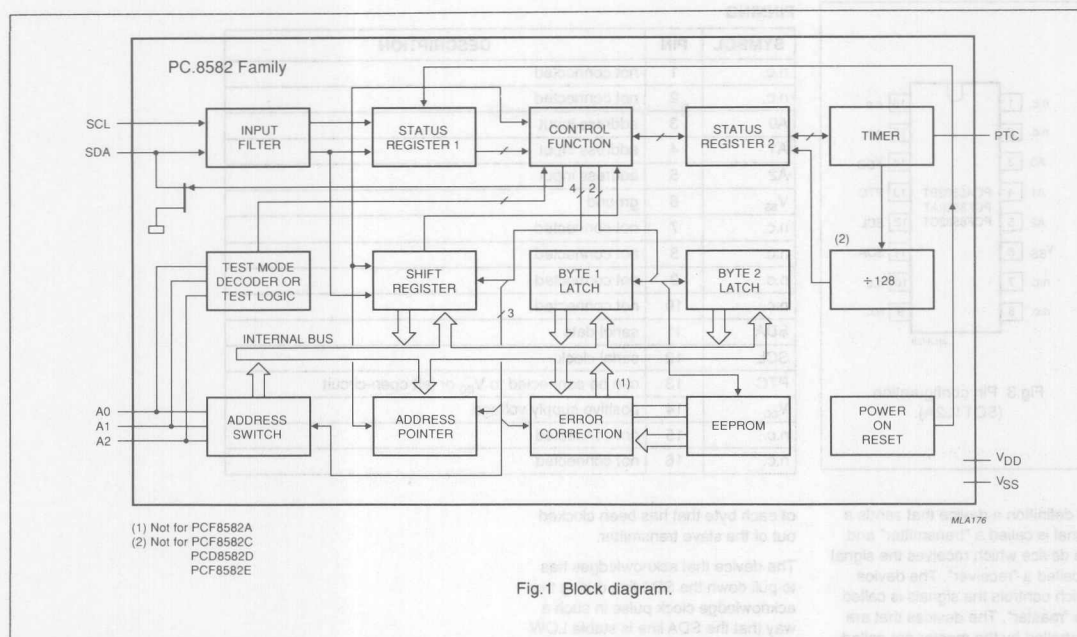 PC.8582 Family
SCL
SDA
INPUT
FILTER
STATUS
REGISTER 1
CONTROL
FUNCTION
STATUS
REGISTER 2
TIMER
PTC
4
2
(2)
TEST MODE
DECODER OR
TEST LOGIC
SHIFT
REGISTER
BYTE 1
LATCH
BYTE 2
LATCH
÷128
3
INTERNAL BUS
(1)
A0
A1
A2
ADDRESS
SWITCH
ADDRESS
POINTER
ERROR
CORRECTION
EEPROM
POWER
ON
RESET
VDD
VSS
MLA176
(1) Not for PCF8582A
(2) Not for PCF8582C
PCD8582D
PCF8582E
Fig.1 Block diagram.